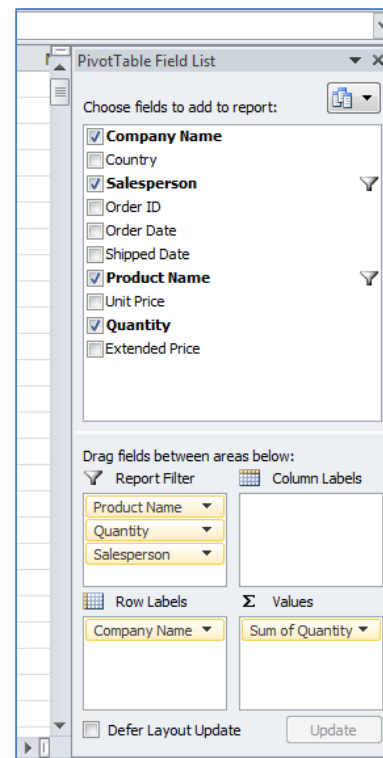 PivotTable Field List
Choose fields to add to report:
Company Name
Country
Salesperson
Order ID
Order Date
Shipped Date
Product Name
Unit Price
Quantity
Extended Price
Drag fields between areas below:
Report Filter
Column Labels
Product Name
Quantity
Salesperson
Row Labels
Σ Values
Company Name
Sum of Quantity
Defer Layout Update
Update